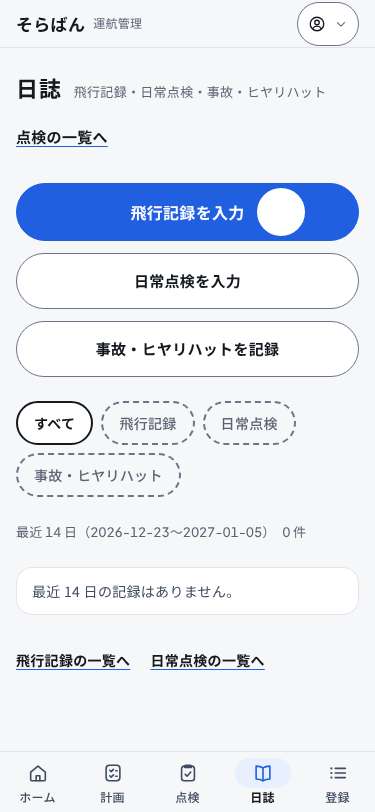 そらばん 運航管理
日誌 飛行記録・日常点検・事故・ヒヤリハット
点検の一覧へ
飛行記録を入力
日常点検を入力
事故・ヒヤリハットを記録
すべて 飛行記録 日常点検
事故・ヒヤリハット
最近 14 日（2026-12-23〜2027-01-05） 0 件
最近 14 日の記録はありません。
飛行記録の一覧へ 日常点検の一覧へ
ホーム 計画 点検 日誌 登録